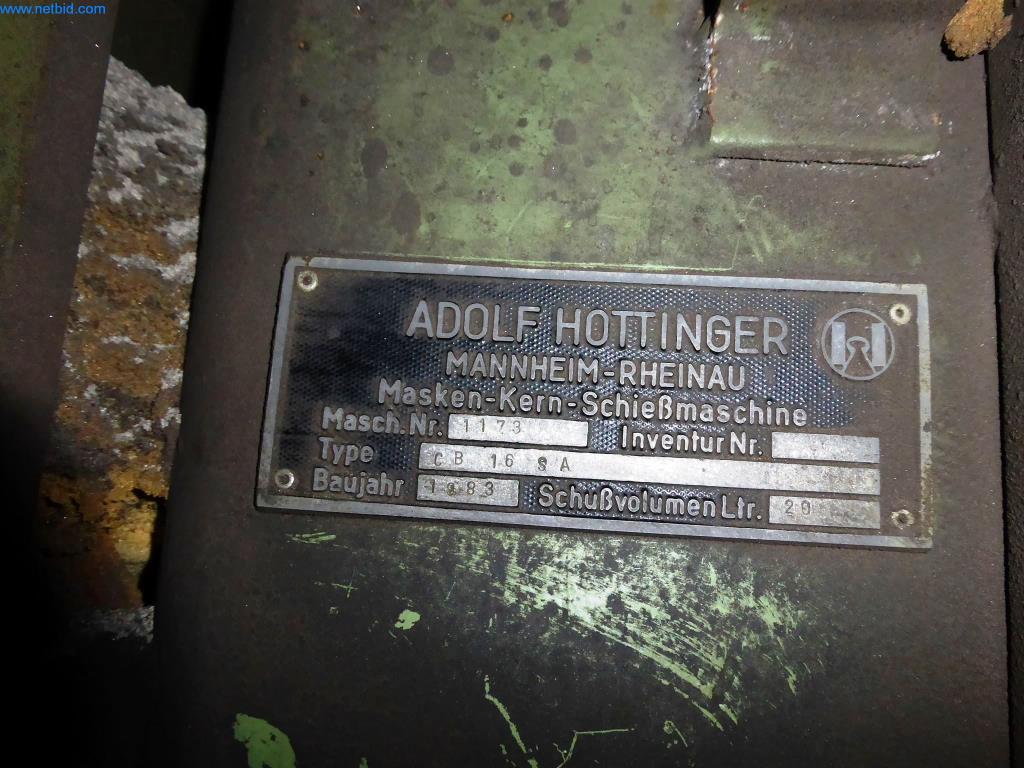 www.netbid.com
ADOLF HOTTINGER
MANNHEIM-RHEINAU
Masken-Kern-Schießmaschine
Masch. Nr. 1173 Inventur Nr.
Type CB 16 SA
Baujahr 1983 Schußvolumen Ltr. 20